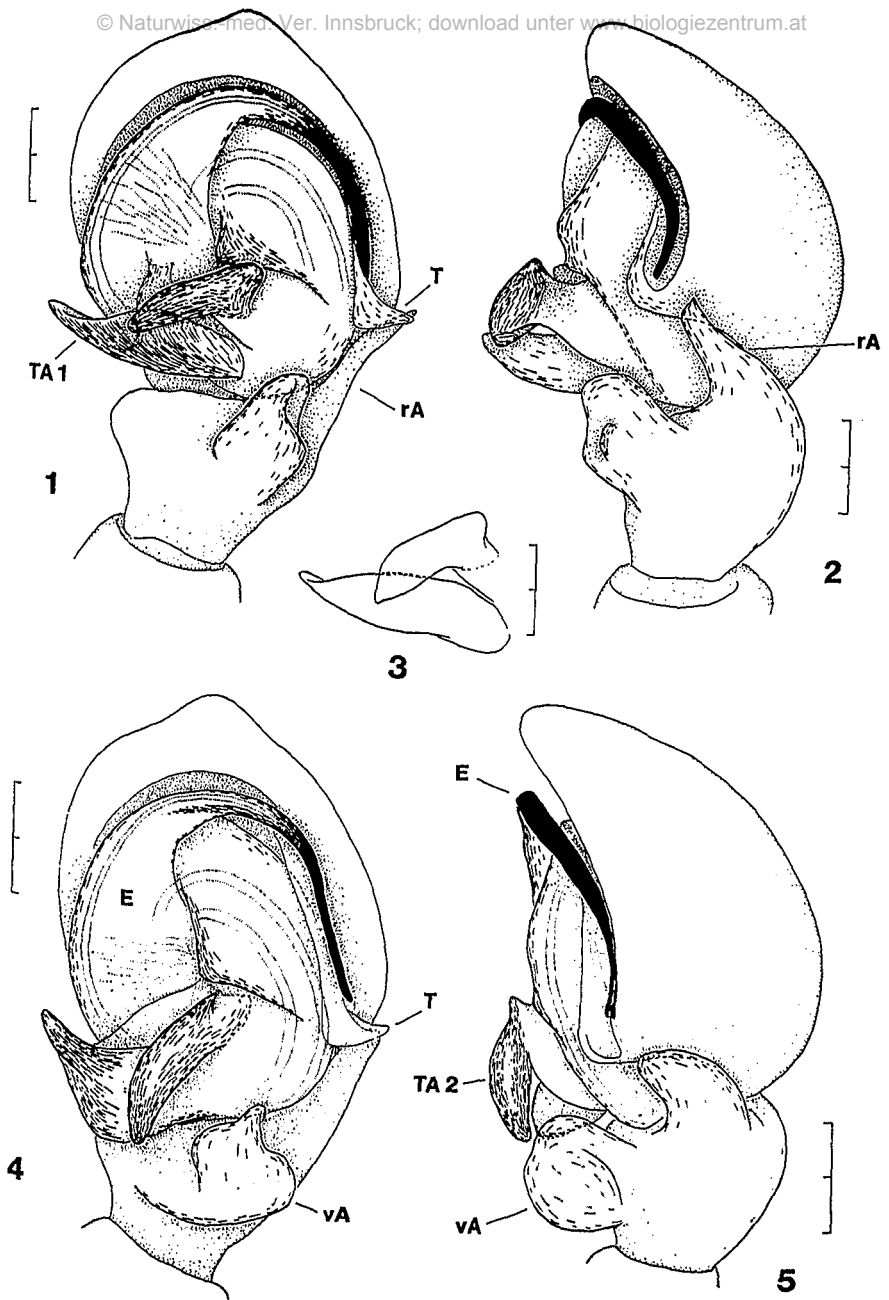 © Naturwiss.-med. Ver. Innsbruck; download unter www.biologiezentrum.at
T
TA 1
rA
rA
1
2
3
E
E
T
TA 2
4
vA
vA
5